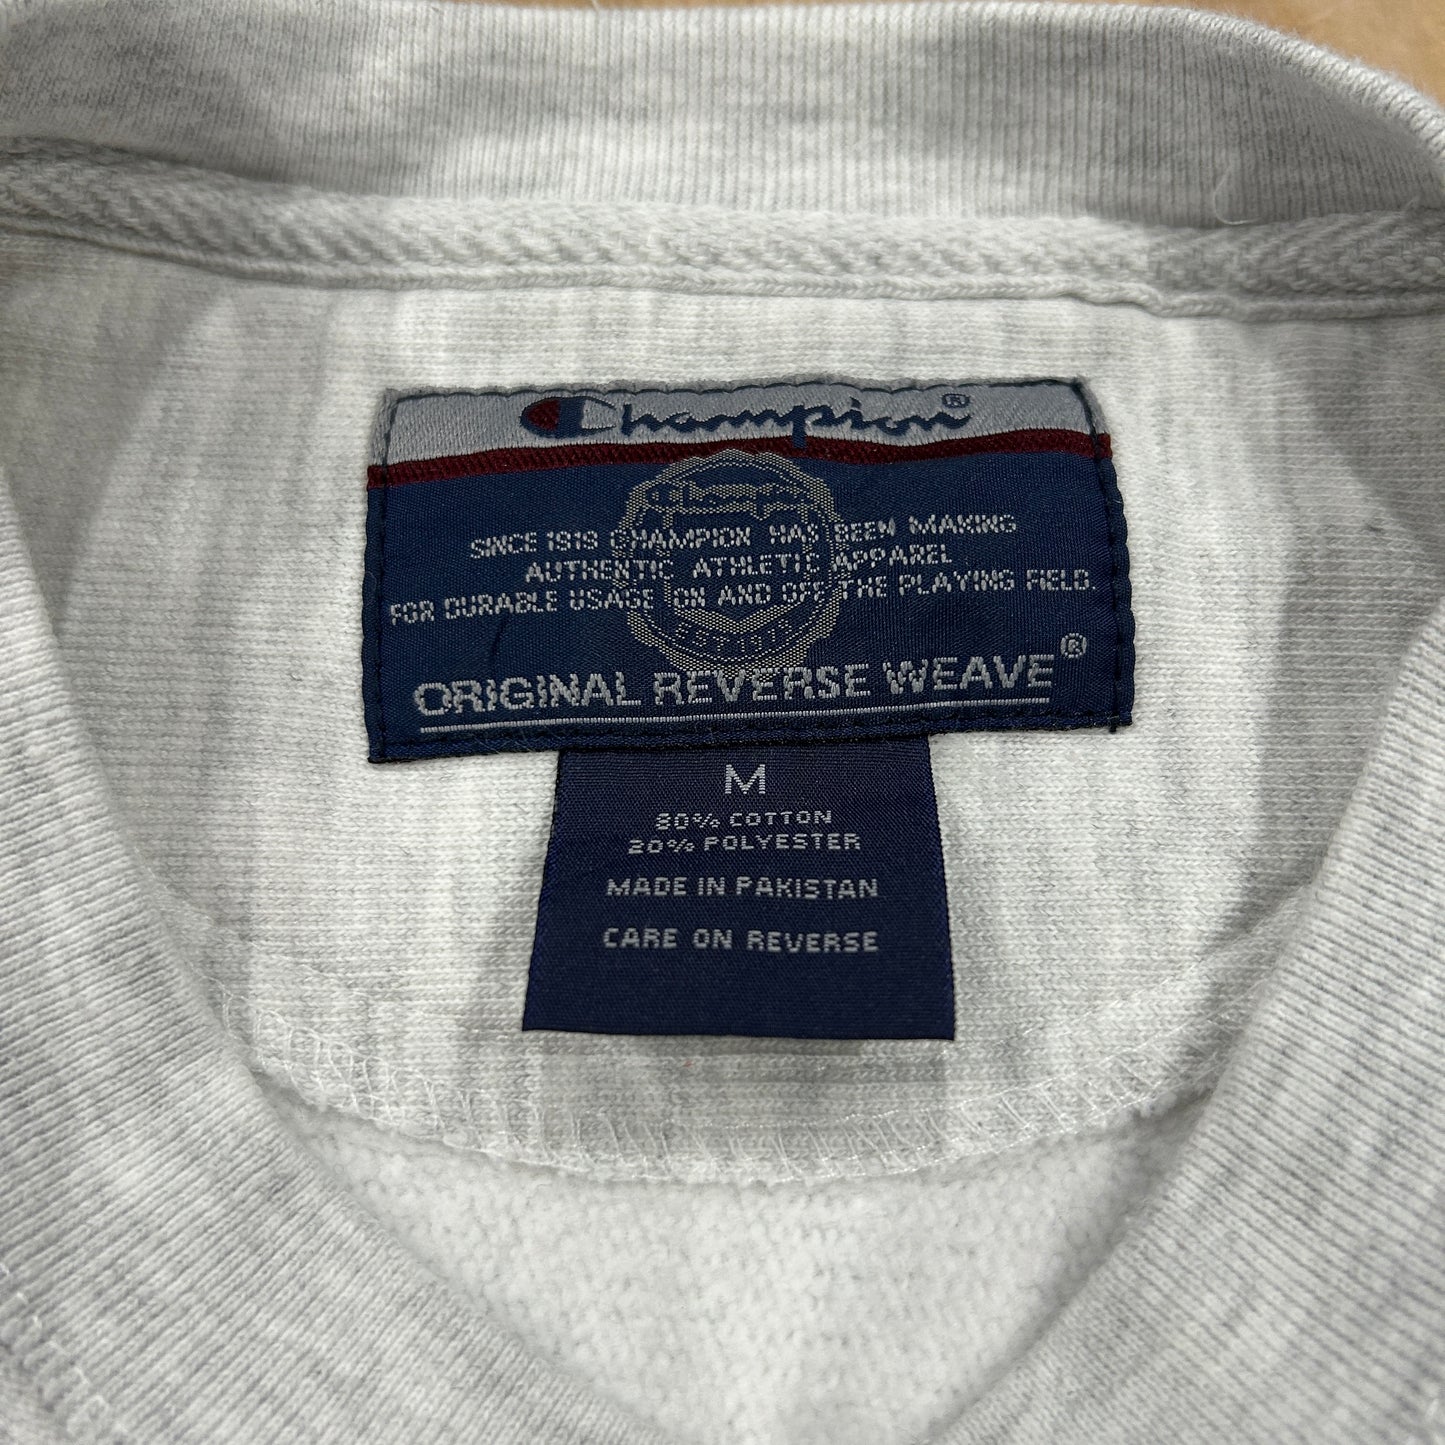 Champion®
Champion
SINCE 1919 CHAMPION HAS BEEN MAKING
AUTHENTIC ATHLETIC APPAREL
FOR DURABLE USAGE ON AND OFF THE PLAYING FIELD.
ORIGINAL REVERSE WEAVE®
M
80% COTTON
20% POLYESTER
MADE IN PAKISTAN
CARE ON REVERSE